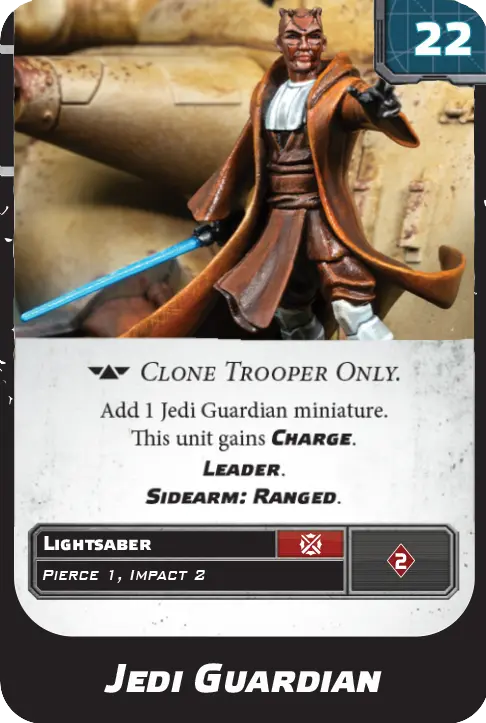 22
Clone Trooper Only.
Add 1 Jedi Guardian miniature.
This unit gains Charge.
Leader.
Sidearm: Ranged.
Lightsaber
Pierce 1, Impact 2
2
Jedi Guardian